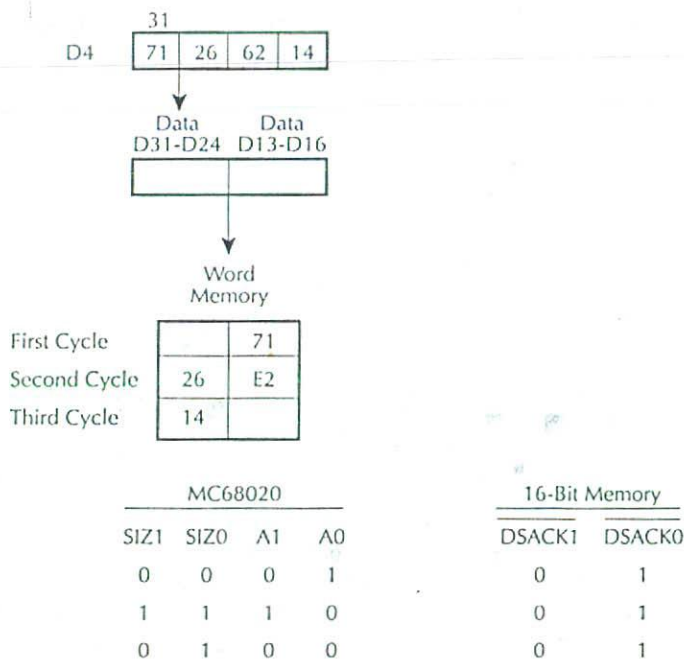 31
D4 71 26 62 14
Data Data
D31-D24 D13-D16
Word
Memory
First Cycle 71
Second Cycle 26 E2
Third Cycle 14
MC68020 16-Bit Memory
SIZ1 SIZ0 A1 A0 DSACK1 DSACK0
0 0 0 1 0 1
1 1 1 0 0 1
0 1 0 0 0 1